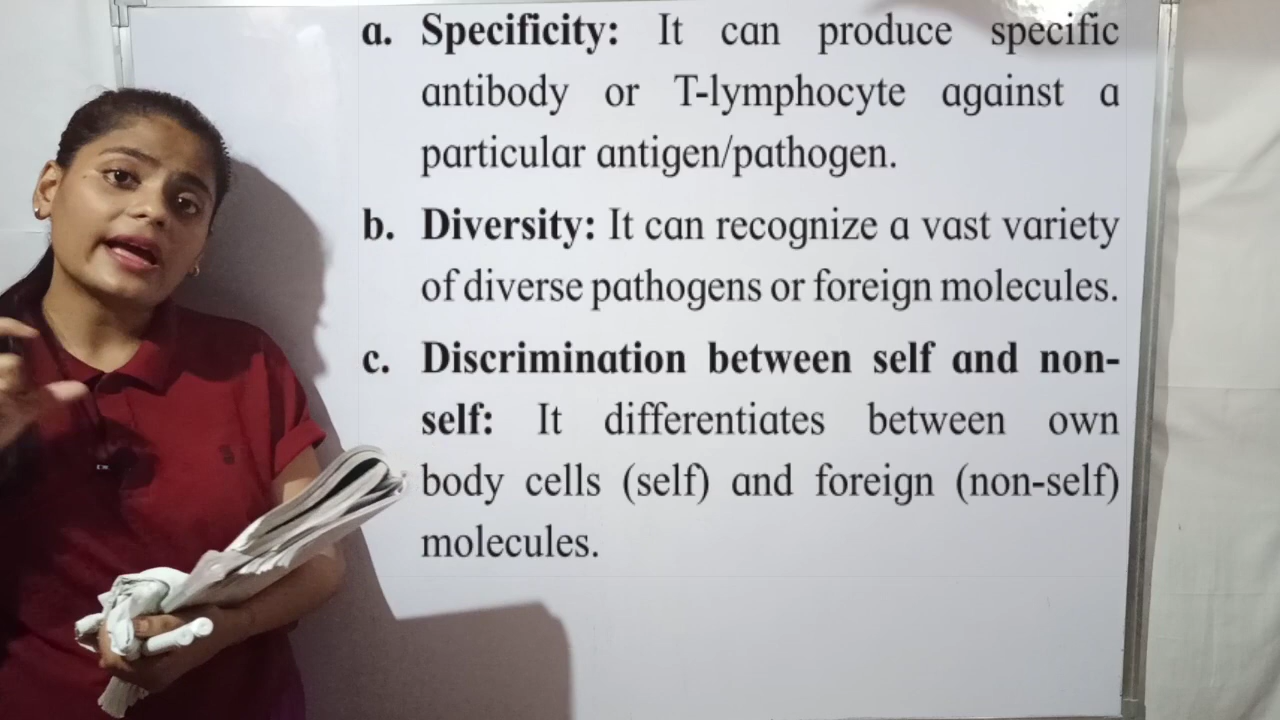 a. Specificity: It can produce specific
antibody or T-lymphocyte against a
particular antigen/pathogen.
b. Diversity: It can recognize a vast variety
of diverse pathogens or foreign molecules.
c. Discrimination between self and non-
self: It differentiates between own
body cells (self) and foreign (non-self)
molecules.